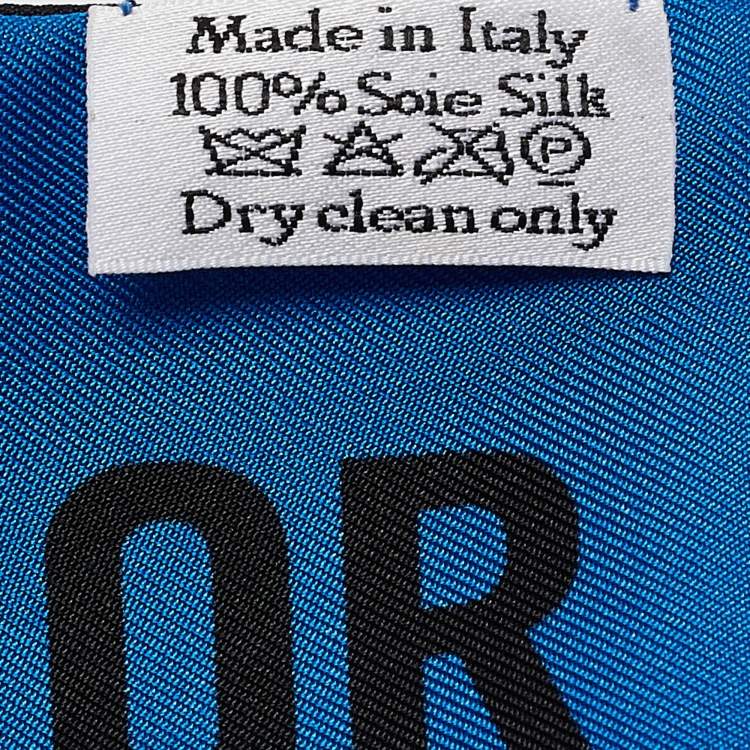 Made in Italy
100% Soie Silk
P
Dry clean only
OR